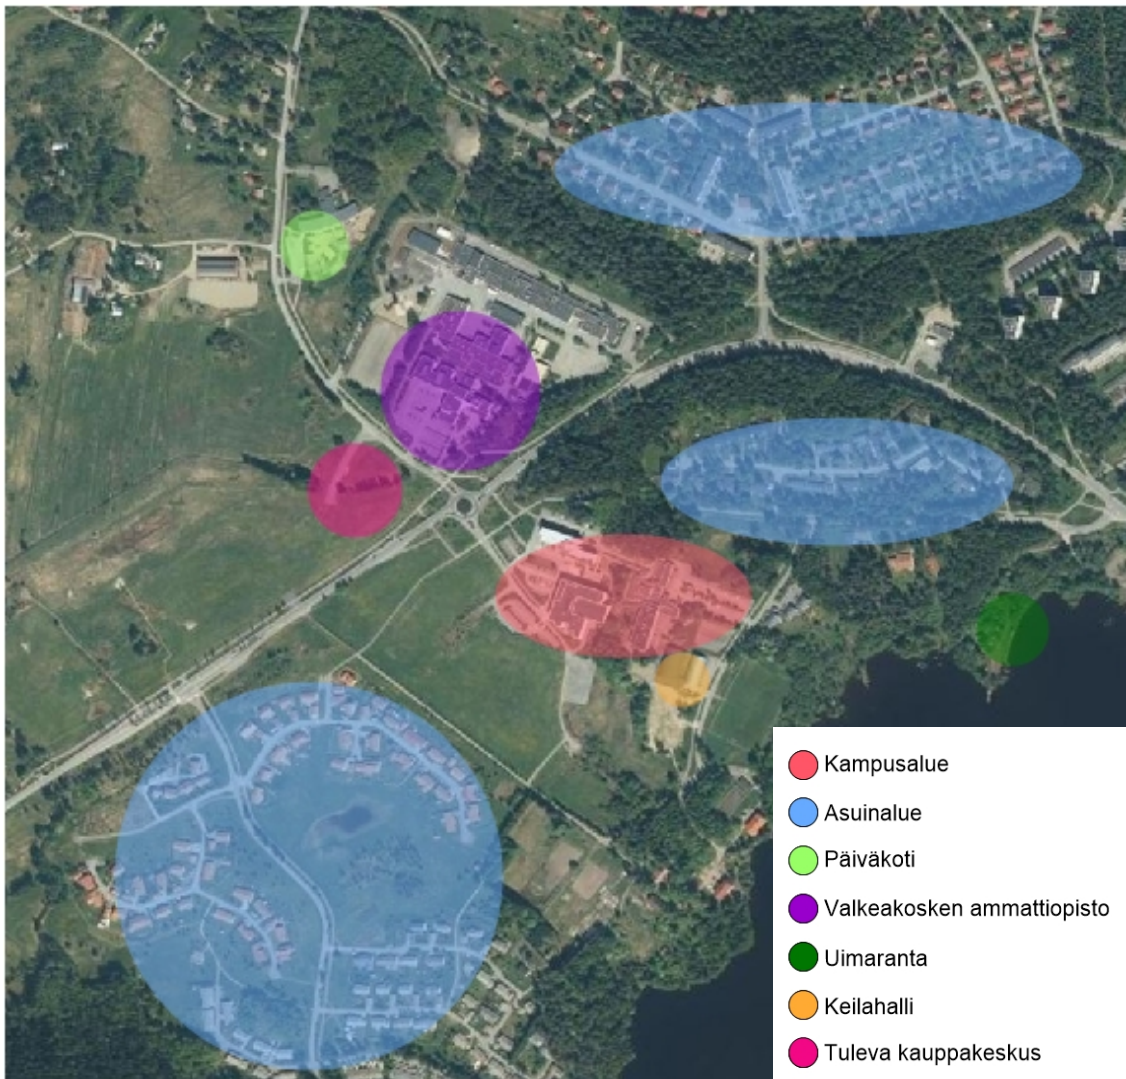 Kampusalue
Asuinalue
Päiväkoti
Valkeakosken ammattiopisto
Uimaranta
Keilahalli
Tuleva kauppakeskus